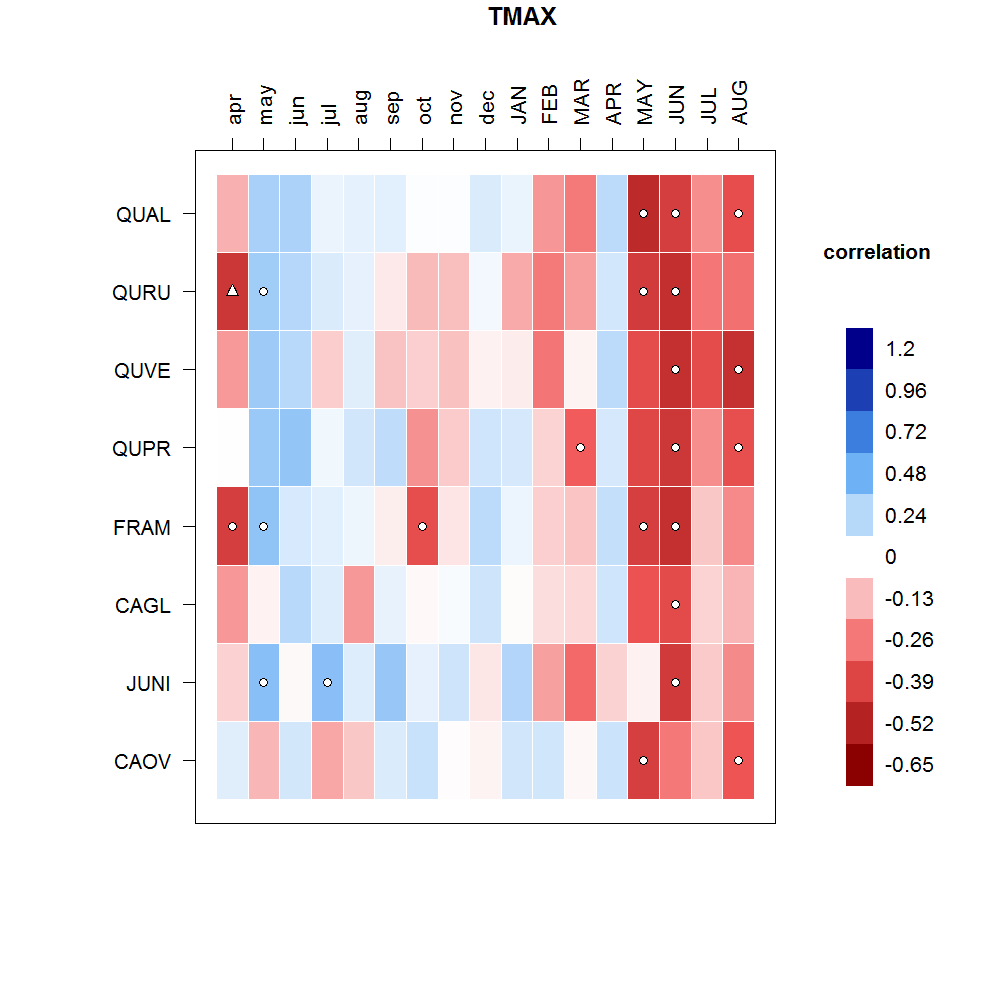 TMAX
apr may jun jul aug sep oct nov dec JAN FEB MAR APR MAY JUN JUL AUG
QUAL
QURU
QUVE
QUPR
FRAM
CAGL
JUNI
CAOV
correlation
1.2
0.96
0.72
0.48
0.24
0
-0.13
-0.26
-0.39
-0.52
-0.65